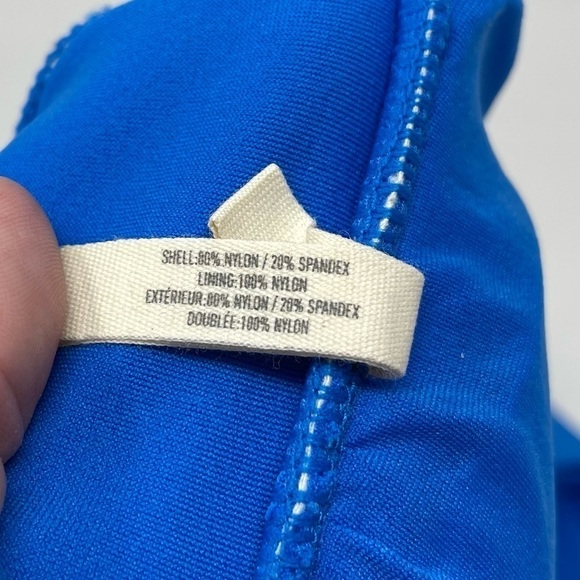 SHELL:80% NYLON / 20% SPANDEX
LINING:100% NYLON
EXTÉRIEUR:80% NYLON / 20% SPANDEX
DOUBLÉE:100% NYLON